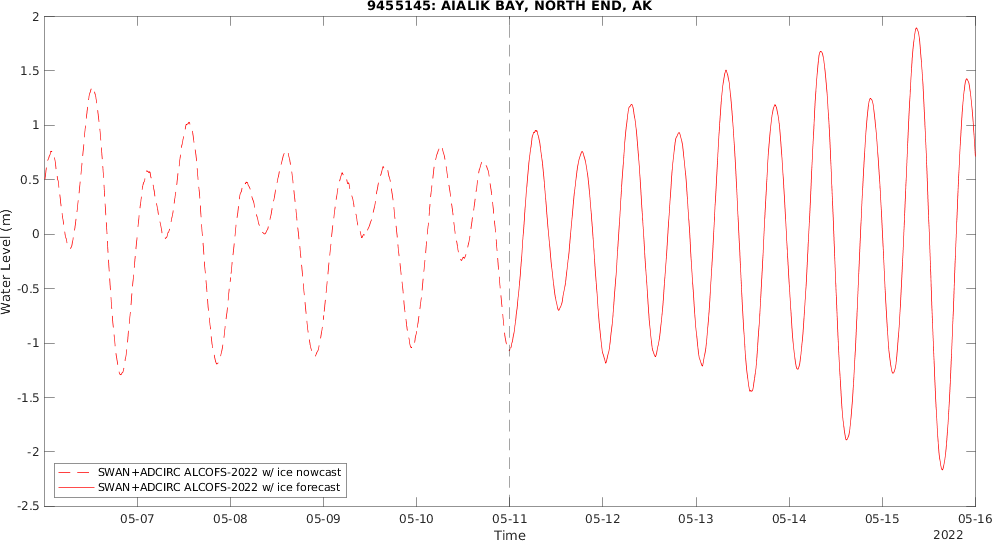 9455145: AIALIK BAY, NORTH END, AK
Water Level (m)
2
1.5
1
0.5
0
-0.5
-1
-1.5
-2
-2.5
SWAN+ADCIRC ALCOFS-2022 w/ ice nowcast
SWAN+ADCIRC ALCOFS-2022 w/ ice forecast
05-07 05-08 05-09 05-10 05-11 05-12 05-13 05-14 05-15 05-16
Time
2022